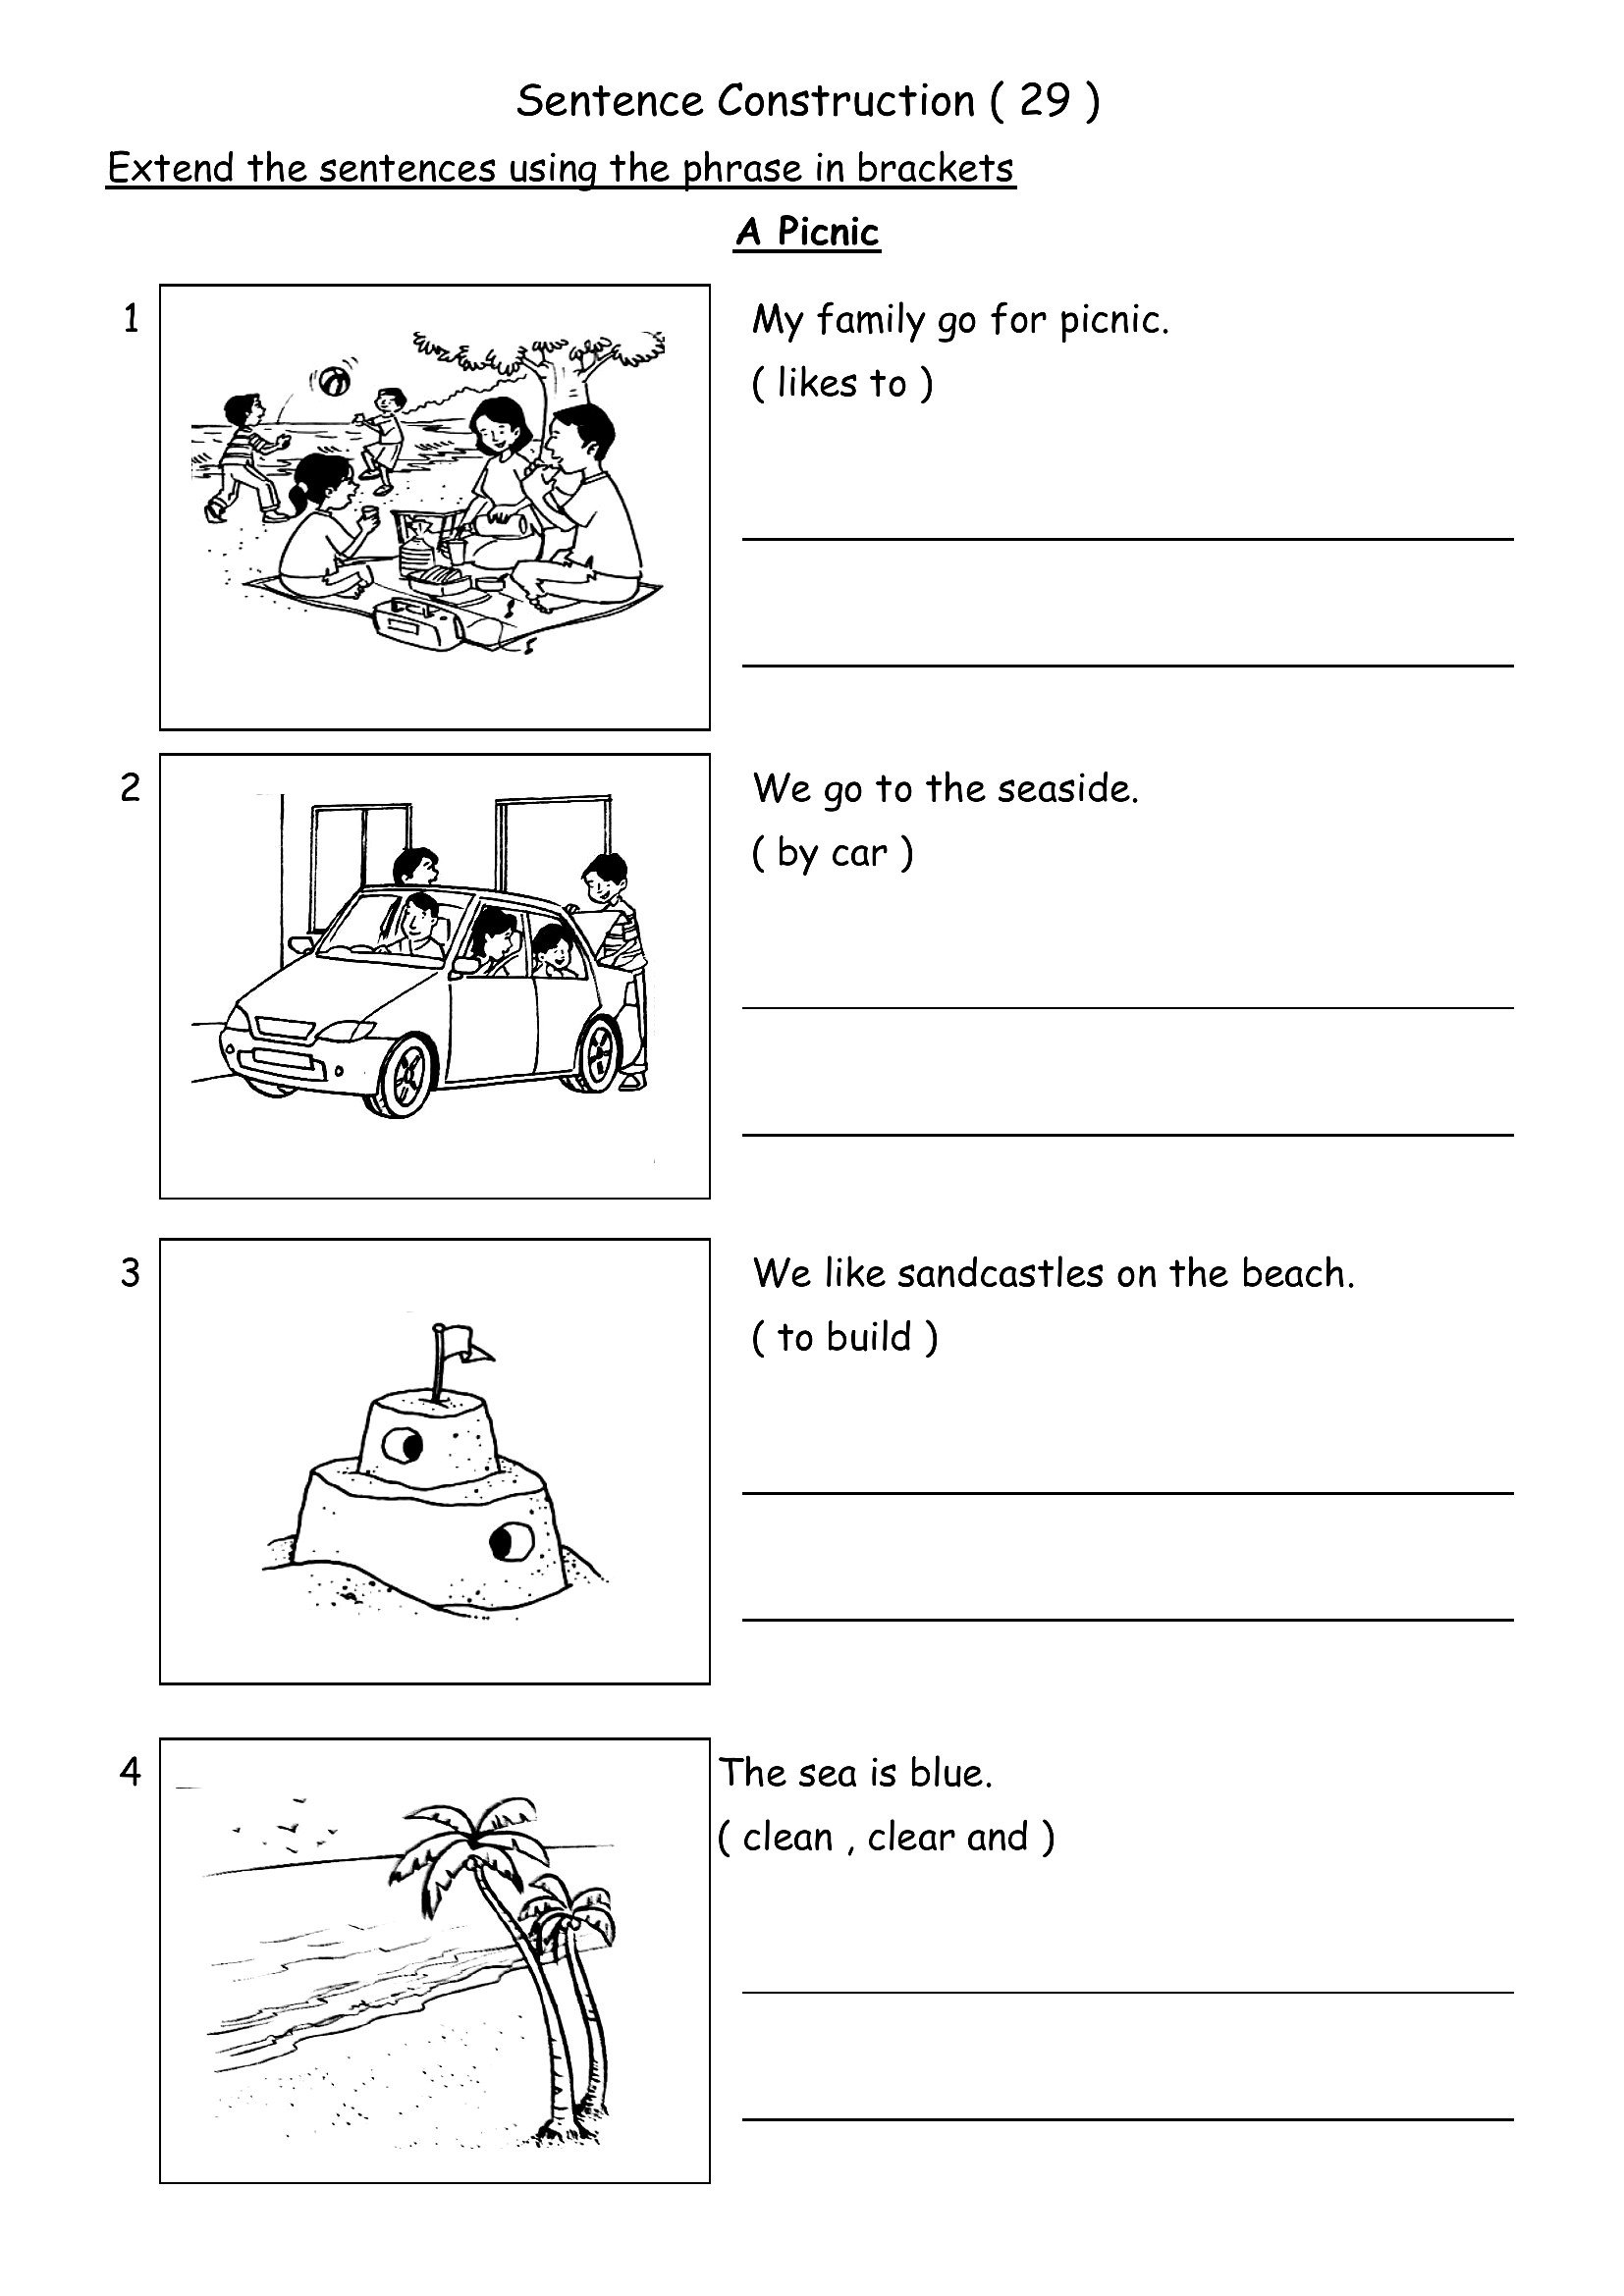 Sentence Construction ( 29 )
Extend the sentences using the phrase in brackets
A Picnic
1 My family go for picnic.
( likes to )
2 We go to the seaside.
( by car )
3 We like sandcastles on the beach.
( to build )
4 The sea is blue.
( clean , clear and )